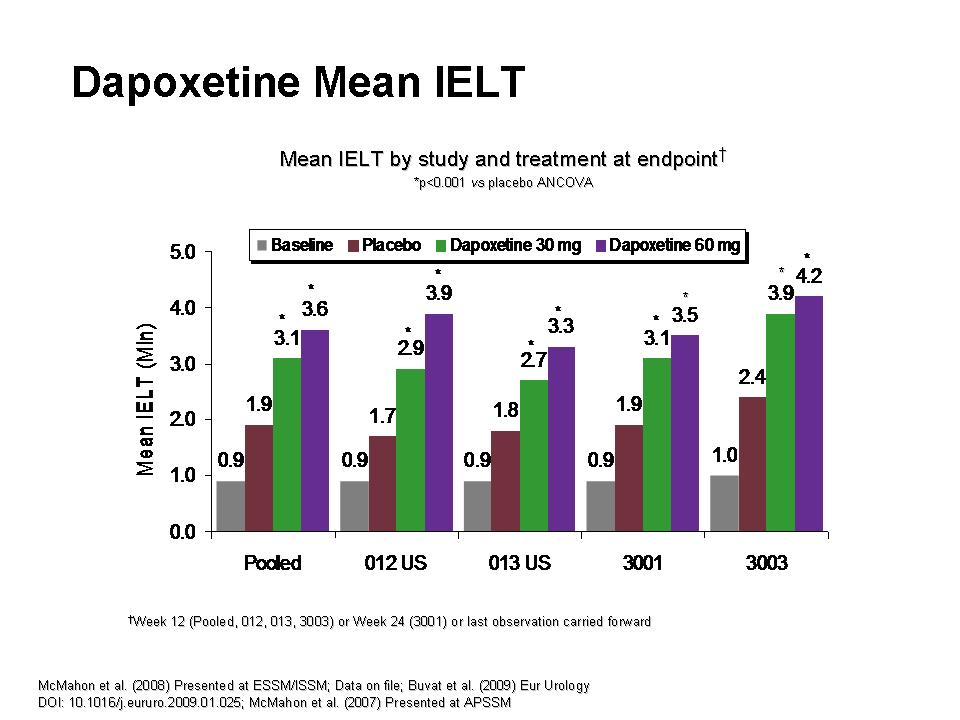 Dapoxetine Mean IELT
Mean IELT by study and treatment at endpoint†
*p<0.001 vs placebo ANCOVA
Baseline Placebo Dapoxetine 30 mg Dapoxetine 60 mg
Mean IELT (Min)
5.0
4.0
3.0
2.0
1.0
0.0
0.9 1.9 * 3.1 * 3.6
0.9 1.7 * 2.9 * 3.9
0.9 1.8 * 2.7 * 3.3
0.9 1.9 * 3.1 * 3.5
1.0 2.4 * 3.9 * 4.2
Pooled 012 US 013 US 3001 3003
†Week 12 (Pooled, 012, 013, 3003) or Week 24 (3001) or last observation carried forward
McMahon et al. (2008) Presented at ESSM/ISSM; Data on file; Buvat et al. (2009) Eur Urology
DOI: 10.1016/j.eururo.2009.01.025; McMahon et al. (2007) Presented at APSSM